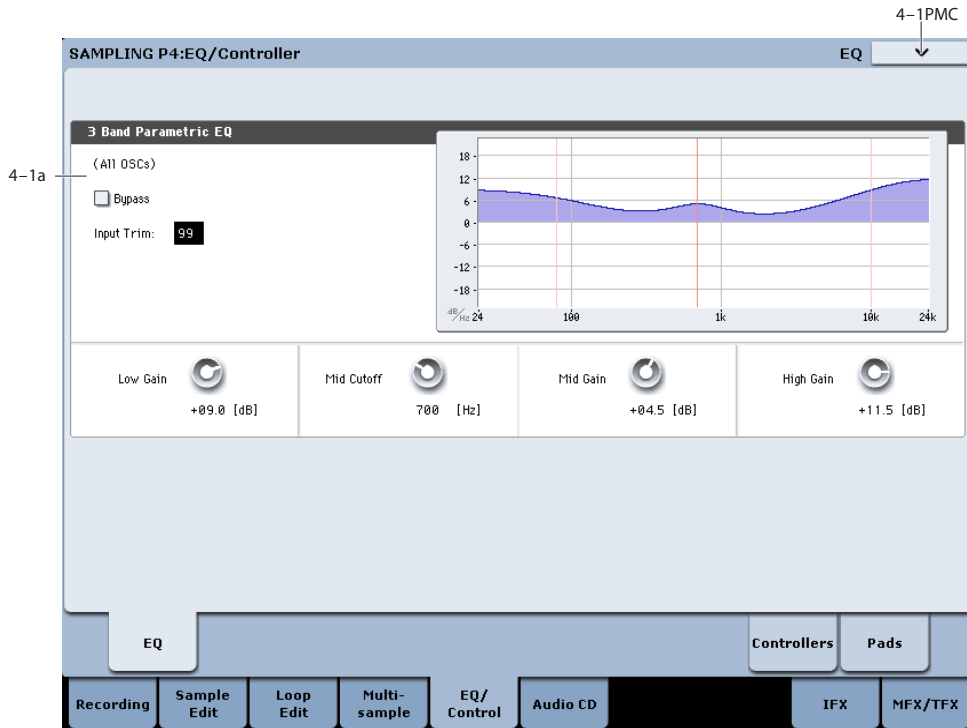 4–1PMC
SAMPLING P4:EQ/Controller
EQ
3 Band Parametric EQ
4–1a
(All OSCs)
Bypass
Input Trim: 99
18
12
6
0
-6
-12
-18
dB/Hz 24 100 1k 10k 24k
Low Gain
+09.0 [dB]
Mid Cutoff
700 [Hz]
Mid Gain
+04.5 [dB]
High Gain
+11.5 [dB]
EQ
Controllers
Pads
Recording
Sample
Edit
Loop
Edit
Multi-
sample
EQ/
Control
Audio CD
IFX
MFX/TFX